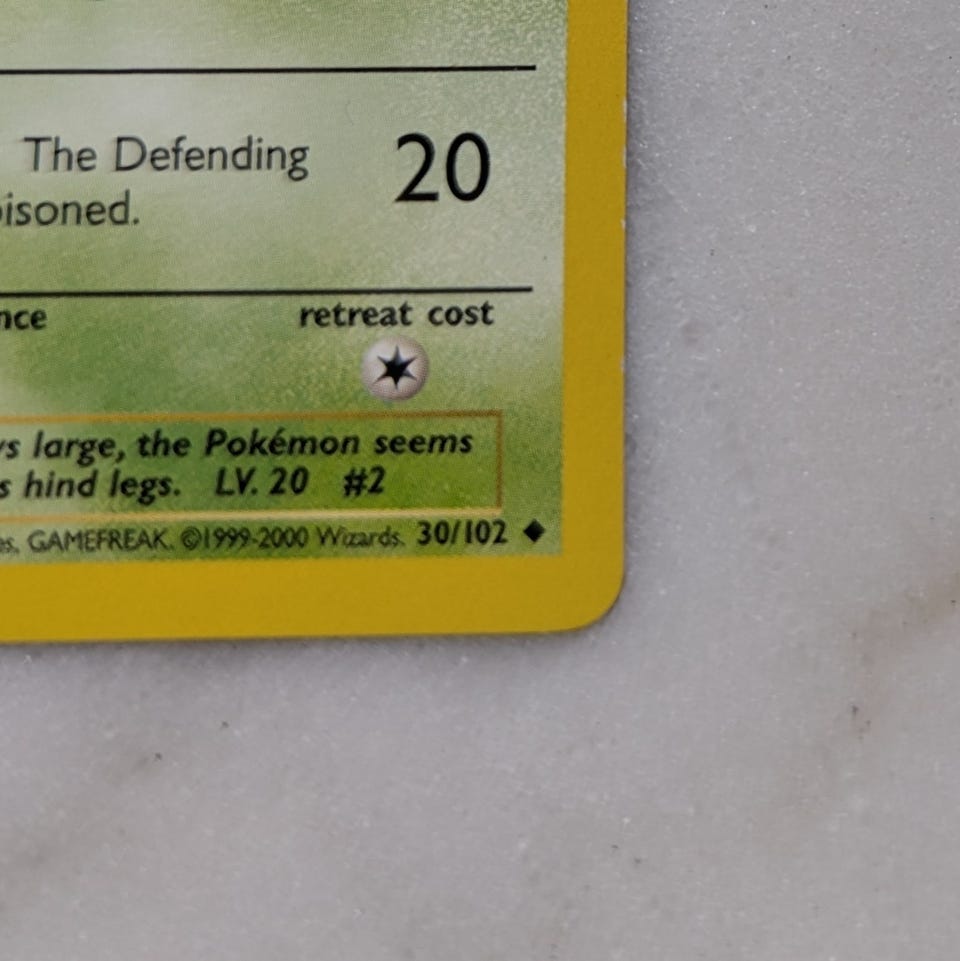 The Defending 20
isoned.
nce retreat cost
s large, the Pokémon seems
s hind legs. LV. 20 #2
es. GAMEFREAK. ©1999-2000 Wizards. 30/102